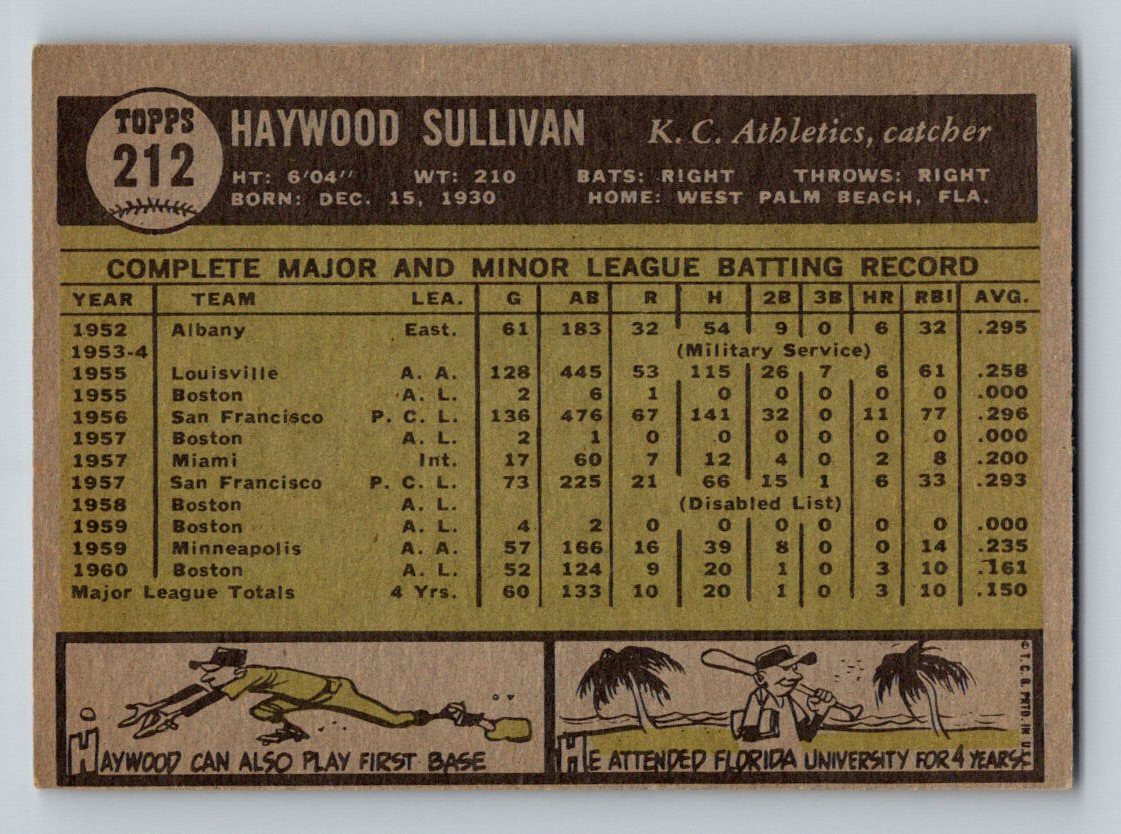 TOPPS
212
HAYWOOD SULLIVAN K. C. Athletics, catcher
HT: 6'04" WT: 210 BATS: RIGHT THROWS: RIGHT
BORN: DEC. 15, 1930 HOME: WEST PALM BEACH, FLA.
COMPLETE MAJOR AND MINOR LEAGUE BATTING RECORD
YEAR TEAM LEA. G AB R H 2B 3B HR RBI AVG.
1952 Albany East. 61 183 32 54 9 0 6 32 .295
1953-4 (Military Service)
1955 Louisville A. A. 128 445 53 115 26 7 6 61 .258
1955 Boston A. L. 2 6 1 0 0 0 0 0 .000
1956 San Francisco P. C. L. 136 476 67 141 32 0 11 77 .296
1957 Boston A. L. 2 1 0 0 0 0 0 0 .000
1957 Miami Int. 17 60 7 12 4 0 2 8 .200
1957 San Francisco P. C. L. 73 225 21 66 15 1 6 33 .293
1958 Boston A. L. (Disabled List)
1959 Boston A. L. 4 2 0 0 0 0 0 0 .000
1959 Minneapolis A. A. 57 166 16 39 8 0 0 14 .235
1960 Boston A. L. 52 124 9 20 1 0 3 10 .161
Major League Totals 4 Yrs. 60 133 10 20 1 0 3 10 .150
HAYWOOD CAN ALSO PLAY FIRST BASE
HE ATTENDED FLORIDA UNIVERSITY FOR 4 YEARS
© T. C. G. PRTD. IN U.S.A.